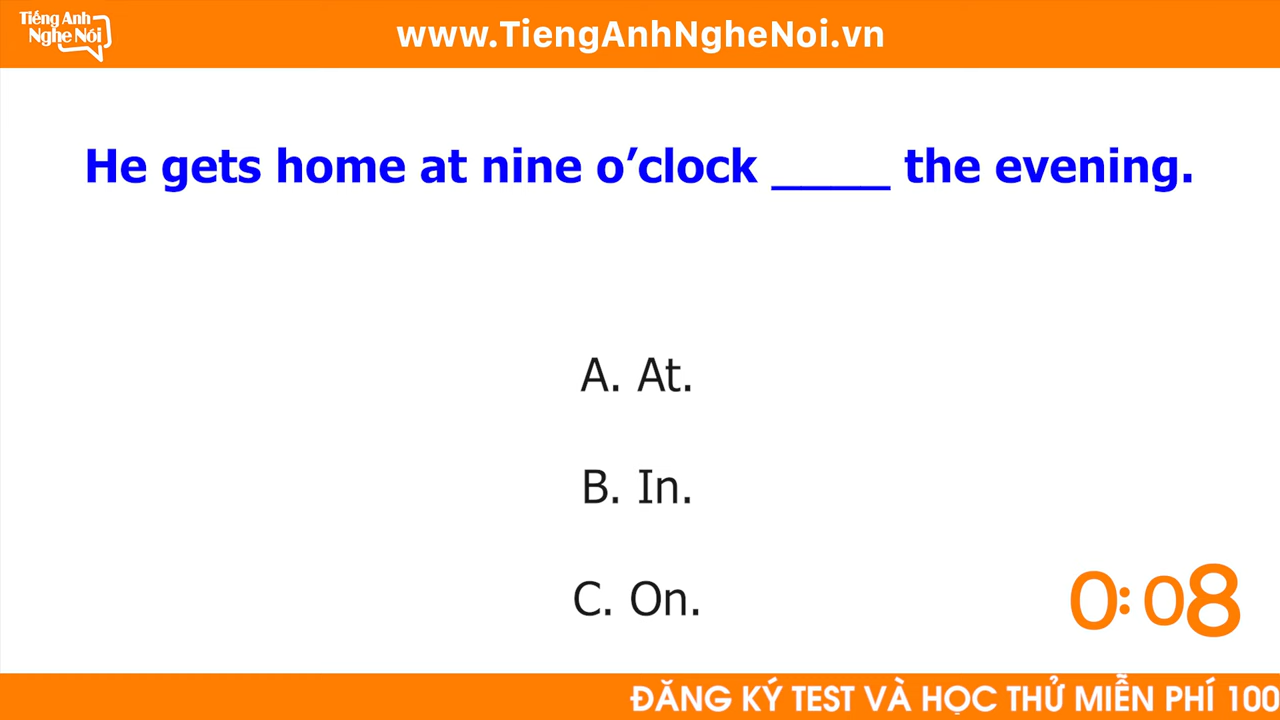 Tiếng Anh
Nghe Nói
www.TiengAnhNgheNoi.vn
He gets home at nine o’clock ____ the evening.
A. At.
B. In.
C. On.
0:08
ĐĂNG KÝ TEST VÀ HỌC THỬ MIỄN PHÍ 100